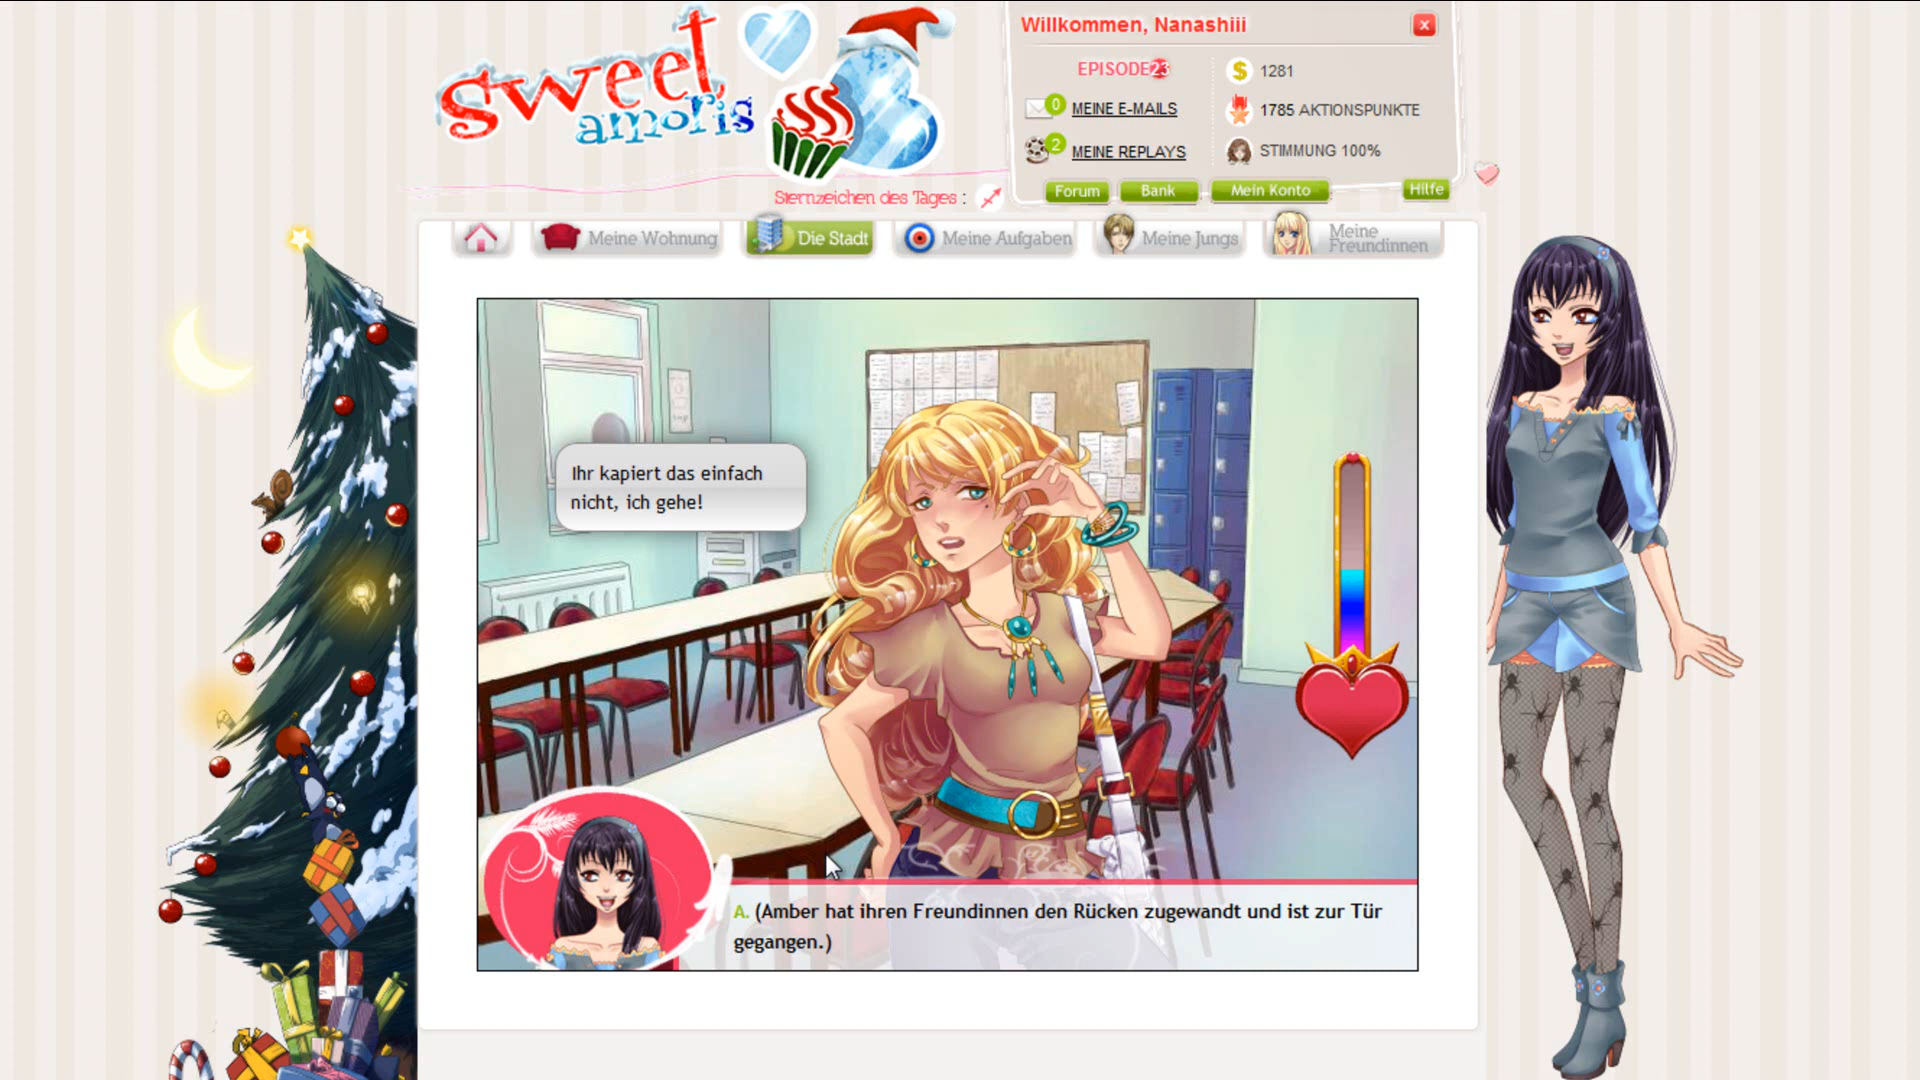 sweet
amoris
Willkommen, Nanashiii
EPISODE 23
$ 1281
0 MEINE E-MAILS
1785 AKTIONSPUNKTE
2 MEINE REPLAYS
STIMMUNG 100%
Sternzeichen des Tages :
Forum Bank Mein Konto Hilfe
Meine Wohnung Die Stadt Meine Aufgaben Meine Jungs Meine
Freundinnen
Ihr kapiert das einfach
nicht, ich gehe!
A. (Amber hat ihren Freundinnen den Rücken zugewandt und ist zur Tür
gegangen.)